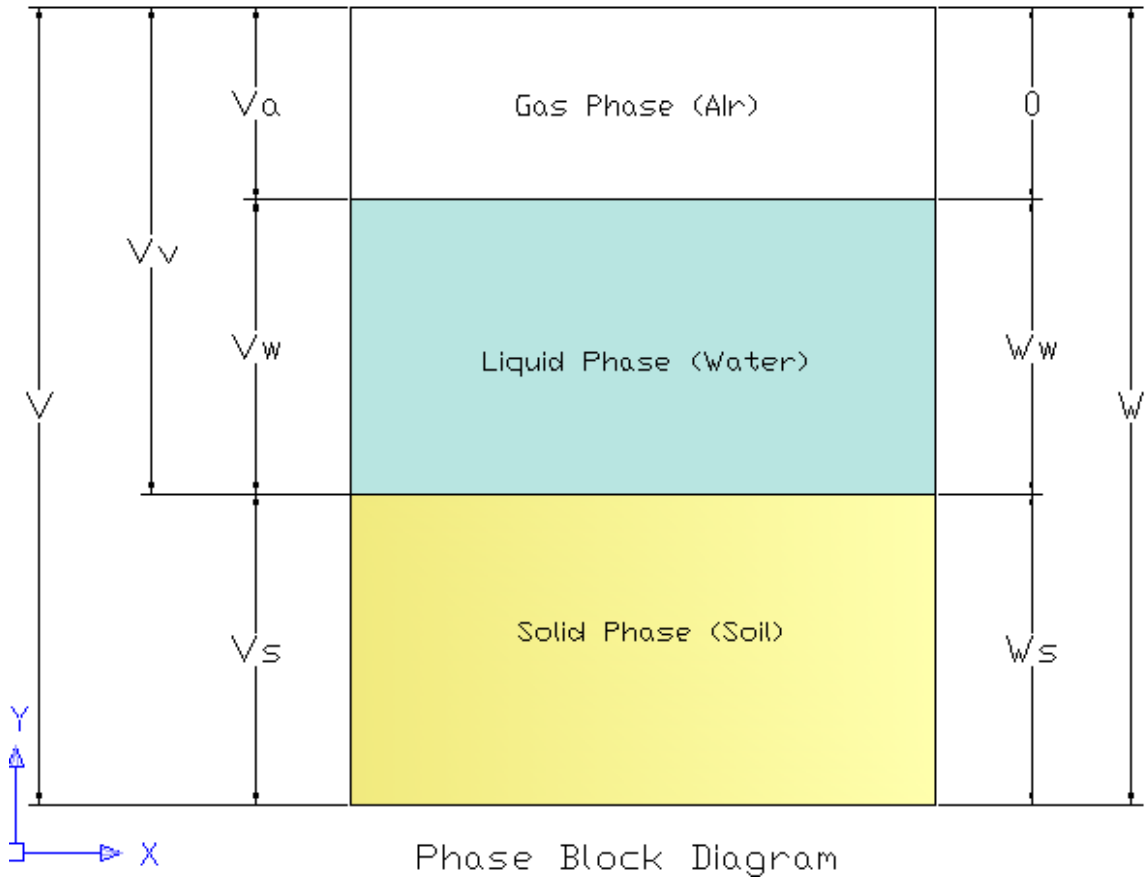 Va
Gas Phase (Air)
0
Vv
Vw
Liquid Phase (Water)
Ww
V
W
Vs
Solid Phase (Soil)
Ws
Y
X
Phase Block Diagram